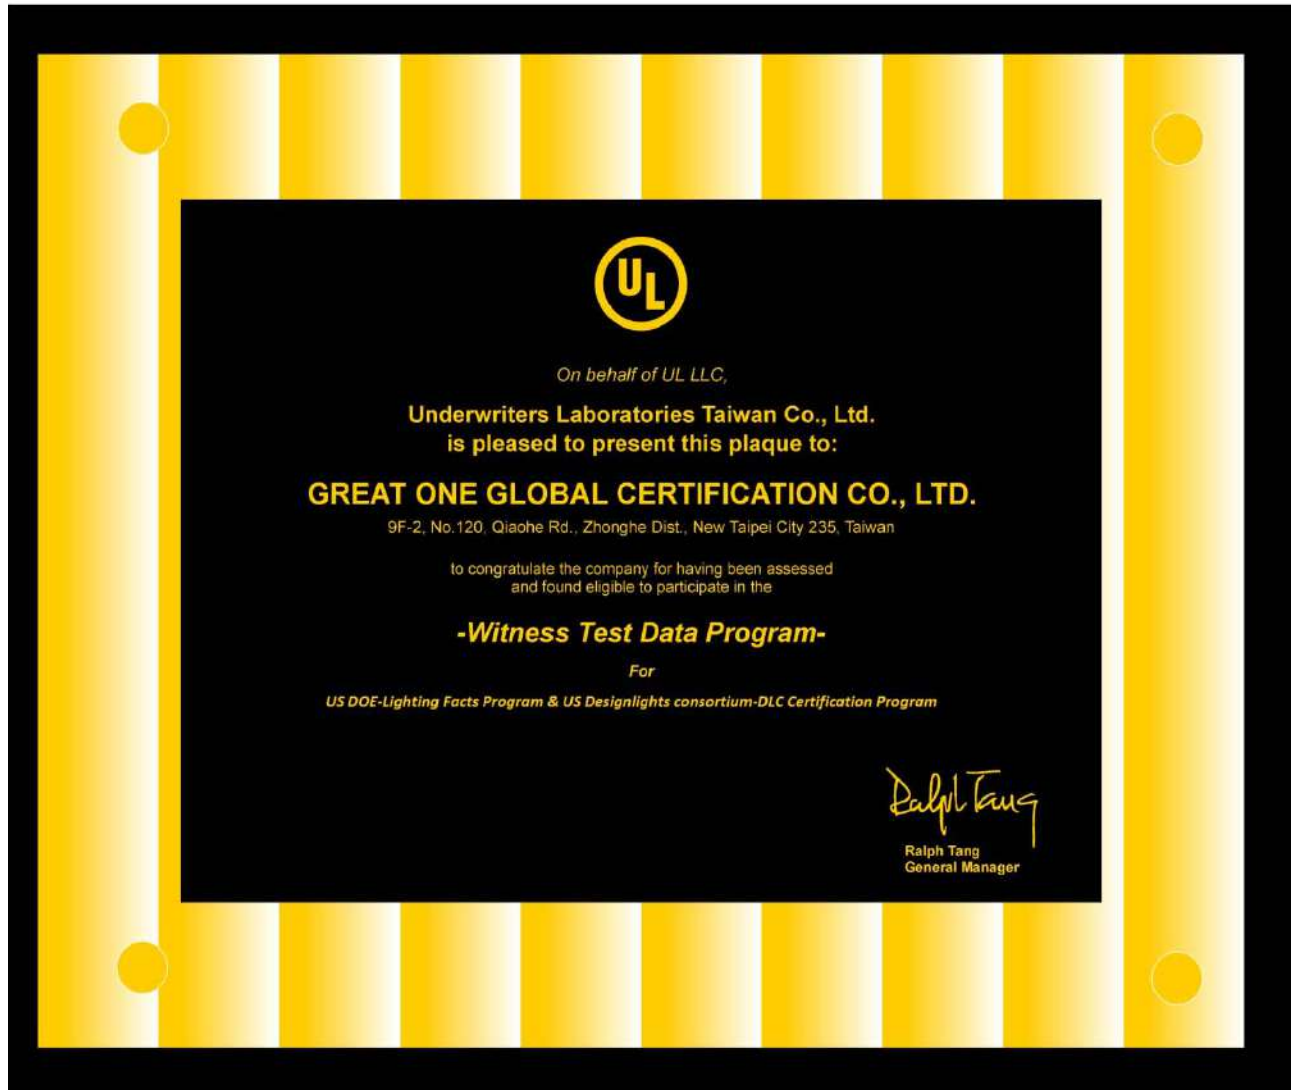 UL
On behalf of UL LLC,
Underwriters Laboratories Taiwan Co., Ltd.
is pleased to present this plaque to:
GREAT ONE GLOBAL CERTIFICATION CO., LTD.
9F-2, No.120, Qiaohe Rd., Zhonghe Dist., New Taipei City 235, Taiwan
to congratulate the company for having been assessed
and found eligible to participate in the
-Witness Test Data Program-
For
US DOE-Lighting Facts Program & US Designlights consortium-DLC Certification Program
Ralph Tang
Ralph Tang
General Manager